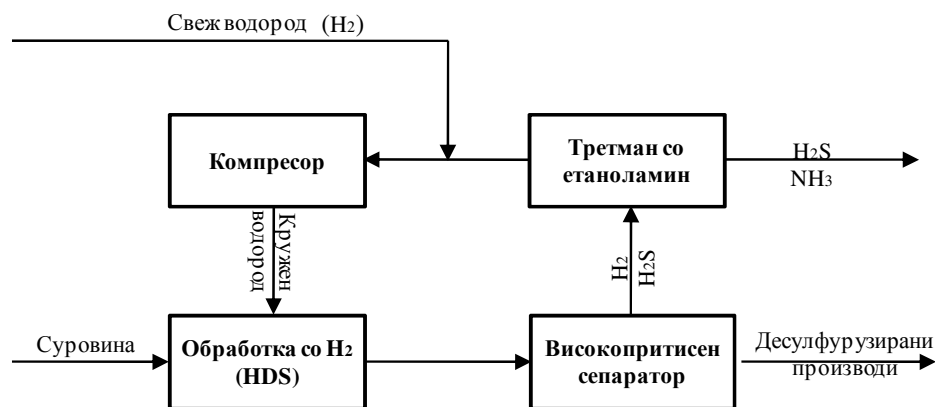 Свеж водород (H2)
Компресор
Третман со
етаноламин
H2S
NH3
Кружен
водород
H2
H2S
Суровина
Обработка со H2
(HDS)
Високопритисен
сепаратор
Десулфурузирани
производи